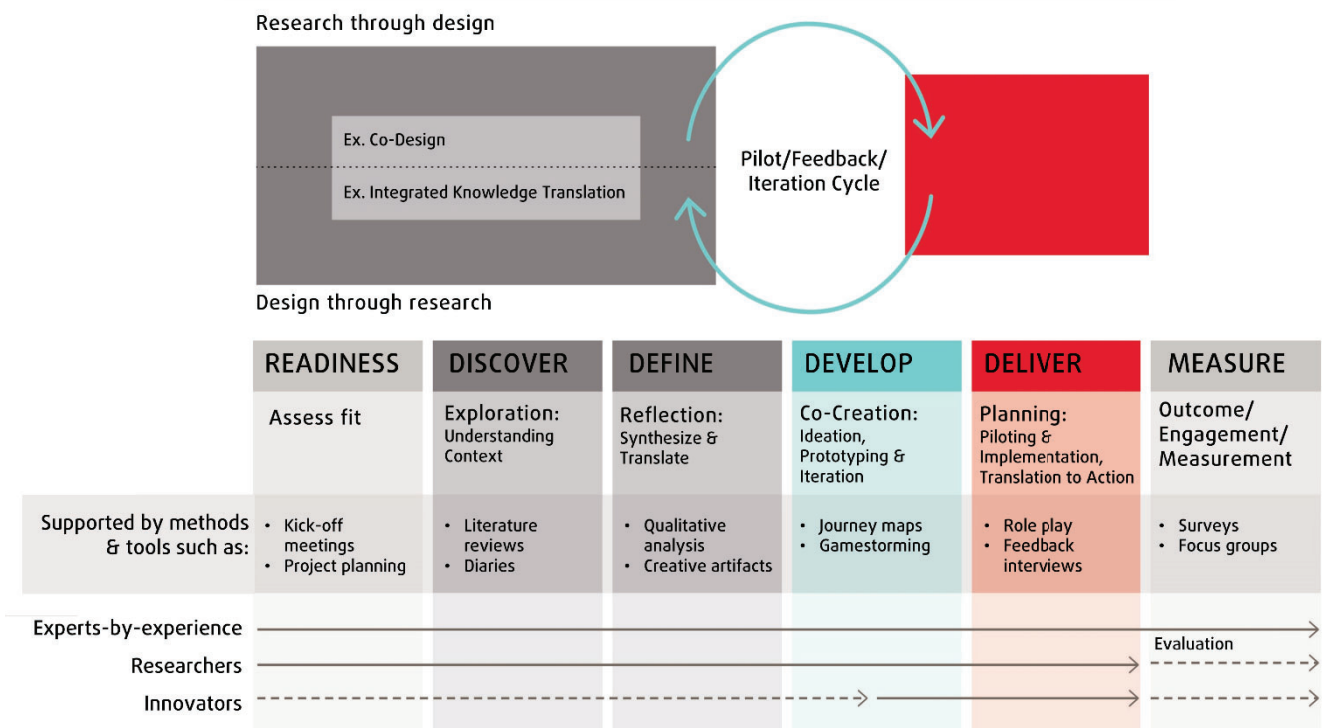 Research through design
Ex. Co-Design
Ex. Integrated Knowledge Translation
Pilot/Feedback/
Iteration Cycle
Design through research
READINESS
Assess fit
DISCOVER
Exploration:
Understanding
Context
DEFINE
Reflection:
Synthesize &
Translate
DEVELOP
Co-Creation:
Ideation,
Prototyping &
Iteration
DELIVER
Planning:
Piloting &
Implementation,
Translation to Action
MEASURE
Outcome/
Engagement/
Measurement
Supported by methods
& tools such as:
• Kick-off
meetings
• Project planning
• Literature
reviews
• Diaries
• Qualitative
analysis
• Creative artifacts
• Journey maps
• Gamestorming
• Role play
• Feedback
interviews
• Surveys
• Focus groups
Experts-by-experience
Researchers
Evaluation
Innovators